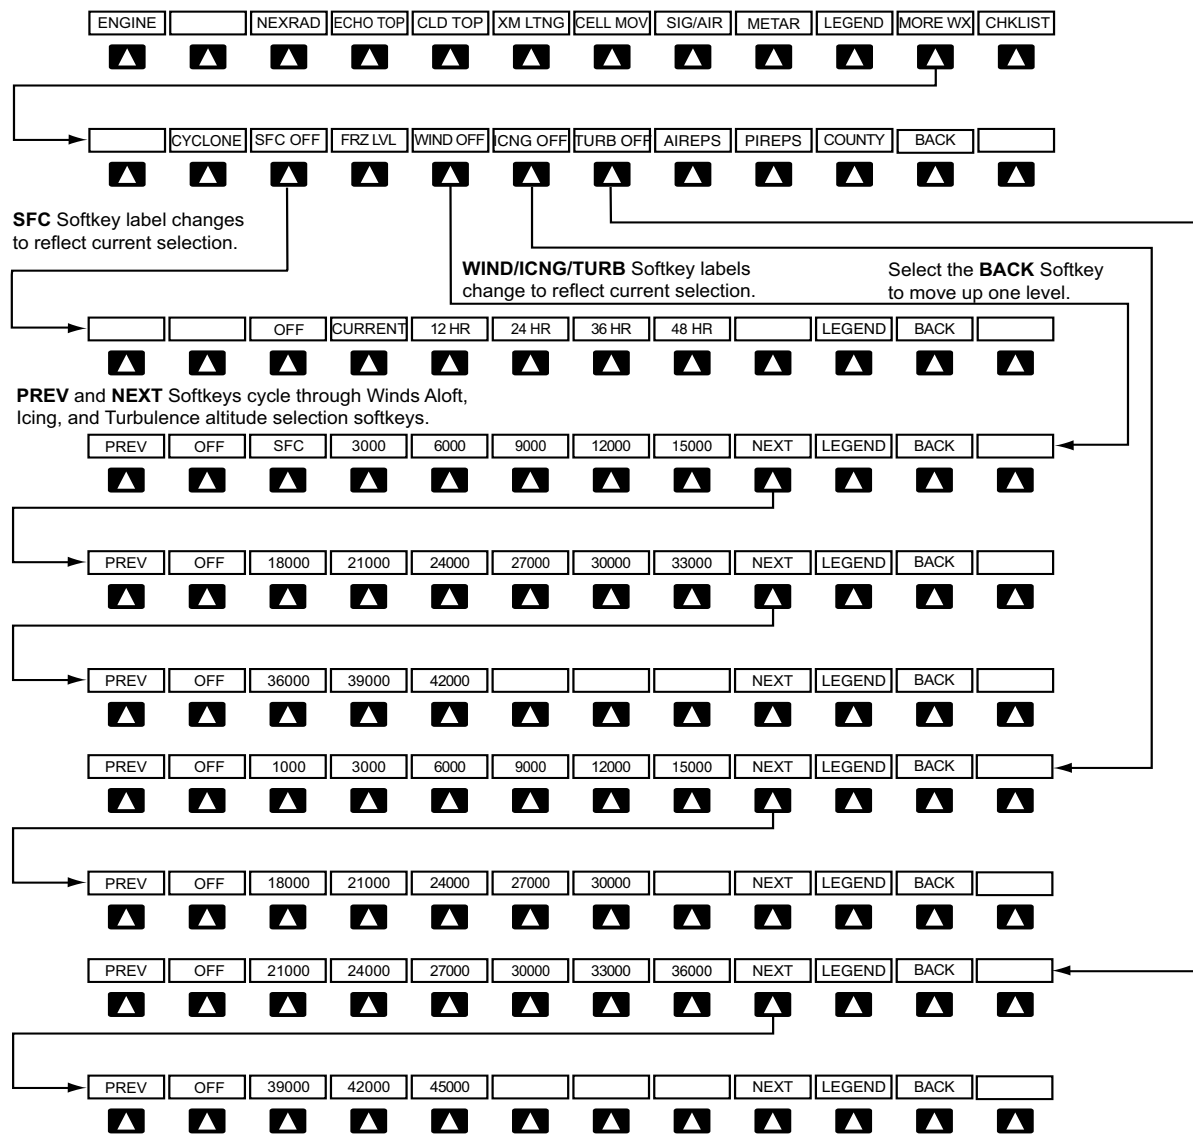 ENGINE NEXRAD ECHO TOP CLD TOP XM LTNG CELL MOV SIG/AIR METAR LEGEND MORE WX CHKLIST
CYCLONE SFC OFF FRZ LVL WIND OFF ICNG OFF TURB OFF AIREPS PIREPS COUNTY BACK
SFC Softkey label changes
to reflect current selection.
WIND/ICNG/TURB Softkey labels
change to reflect current selection.
Select the BACK Softkey
to move up one level.
OFF CURRENT 12 HR 24 HR 36 HR 48 HR LEGEND BACK
PREV and NEXT Softkeys cycle through Winds Aloft,
Icing, and Turbulence altitude selection softkeys.
PREV OFF SFC 3000 6000 9000 12000 15000 NEXT LEGEND BACK
PREV OFF 18000 21000 24000 27000 30000 33000 NEXT LEGEND BACK
PREV OFF 36000 39000 42000 NEXT LEGEND BACK
PREV OFF 1000 3000 6000 9000 12000 15000 NEXT LEGEND BACK
PREV OFF 18000 21000 24000 27000 30000 NEXT LEGEND BACK
PREV OFF 21000 24000 27000 30000 33000 36000 NEXT LEGEND BACK
PREV OFF 39000 42000 45000 NEXT LEGEND BACK